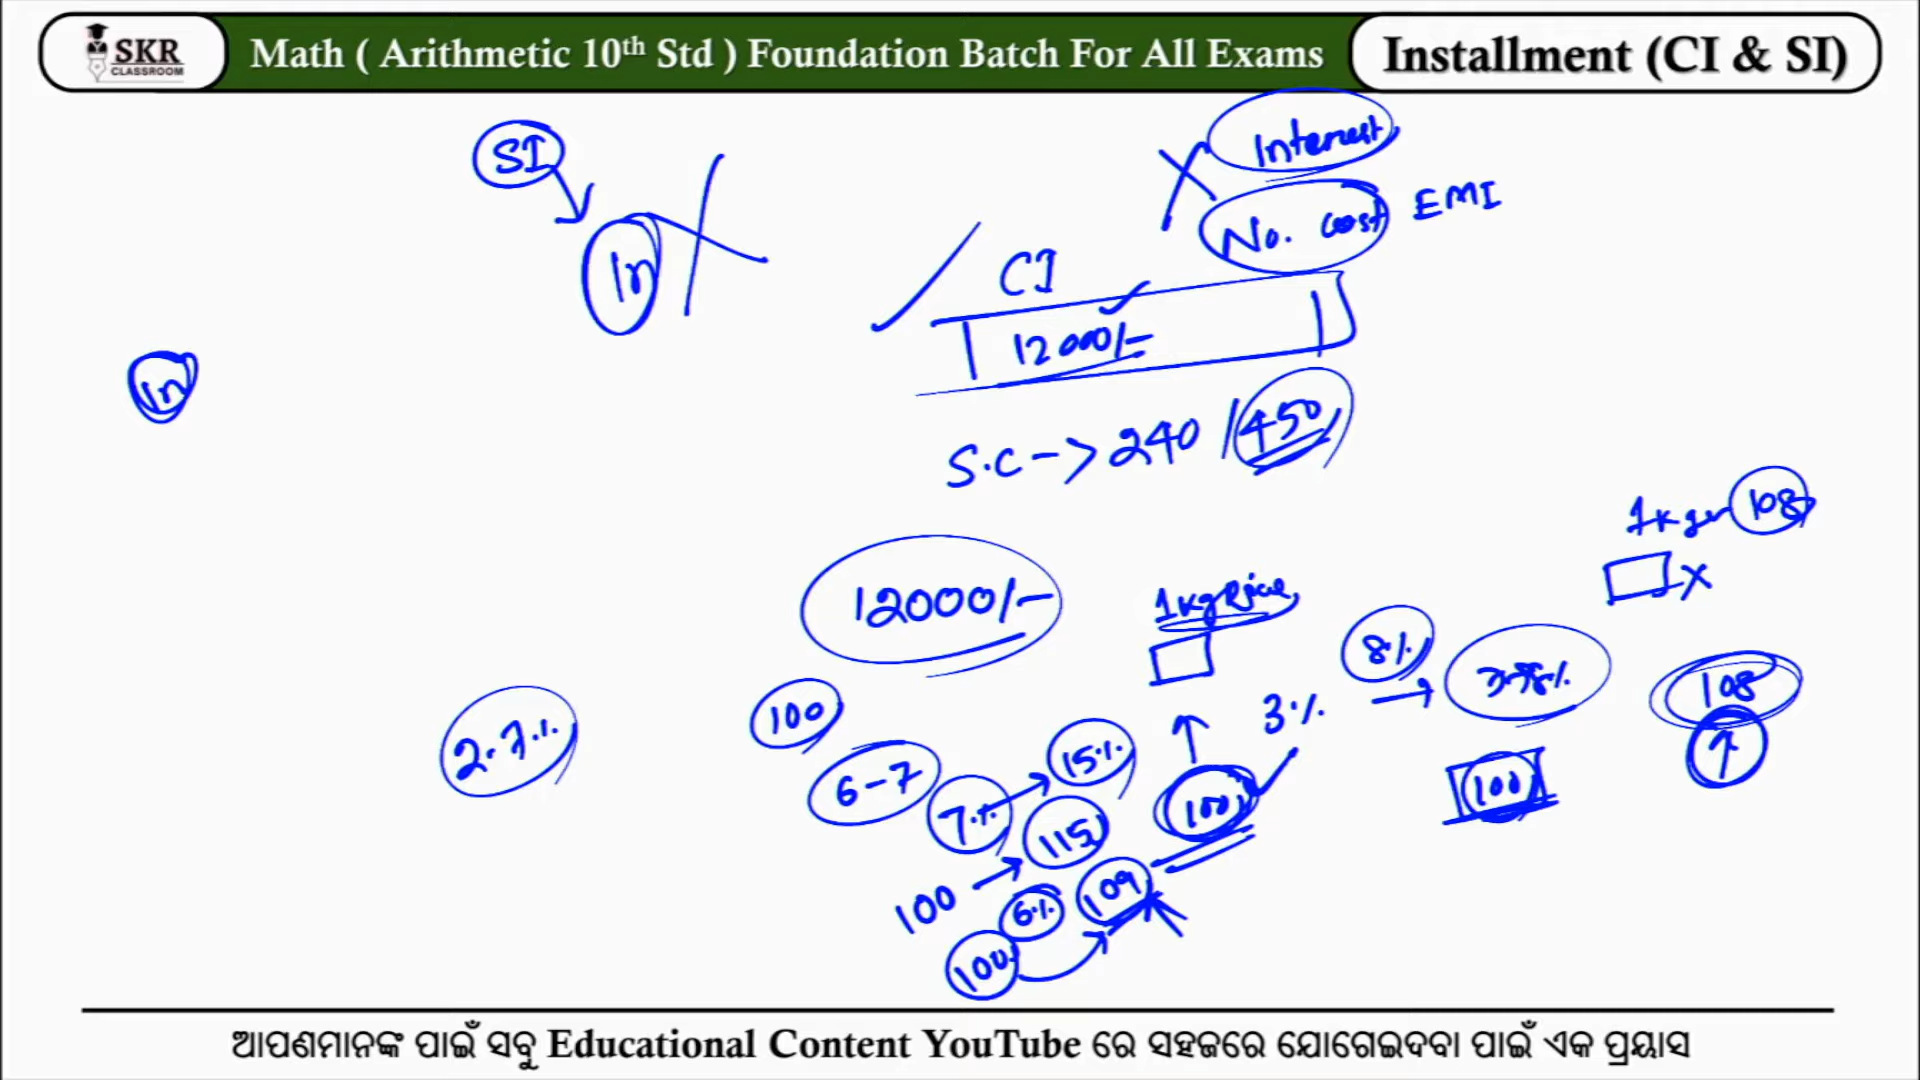 SKR
CLASSROOM
Math ( Arithmetic 10th Std ) Foundation Batch For All Exams
Installment (CI & SI)
SI
Interest
No. cost EMI
In
CI
12000/-
In
S.C -> 240 / 450
1kg 108
12000/-
1kg Rice
8%
3-%
108
2.7%
100
6-7
15%
3%
7%
115
100
100
100
109
6%
100
ଆପଣମାନଙ୍କ ପାଇଁ ସବୁ Educational Content YouTube ରେ ସହଜରେ ଯୋଗେଇଦବା ପାଇଁ ଏକ ପ୍ରୟାସ